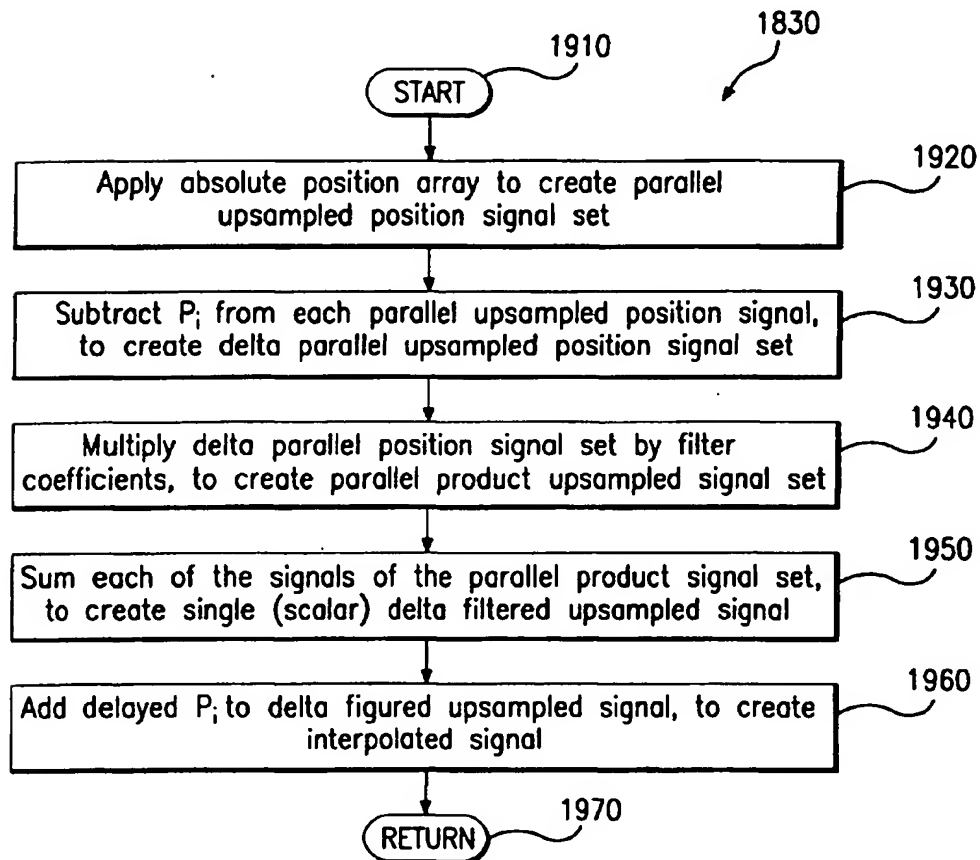 1830
1910
START
1920
Apply absolute position array to create parallel
upsampled position signal set
1930
Subtract Pi from each parallel upsampled position signal,
to create delta parallel upsampled position signal set
1940
Multiply delta parallel position signal set by filter
coefficients, to create parallel product upsampled signal set
1950
Sum each of the signals of the parallel product signal set,
to create single (scalar) delta filtered upsampled signal
1960
Add delayed Pi to delta figured upsampled signal, to create
interpolated signal
RETURN
1970